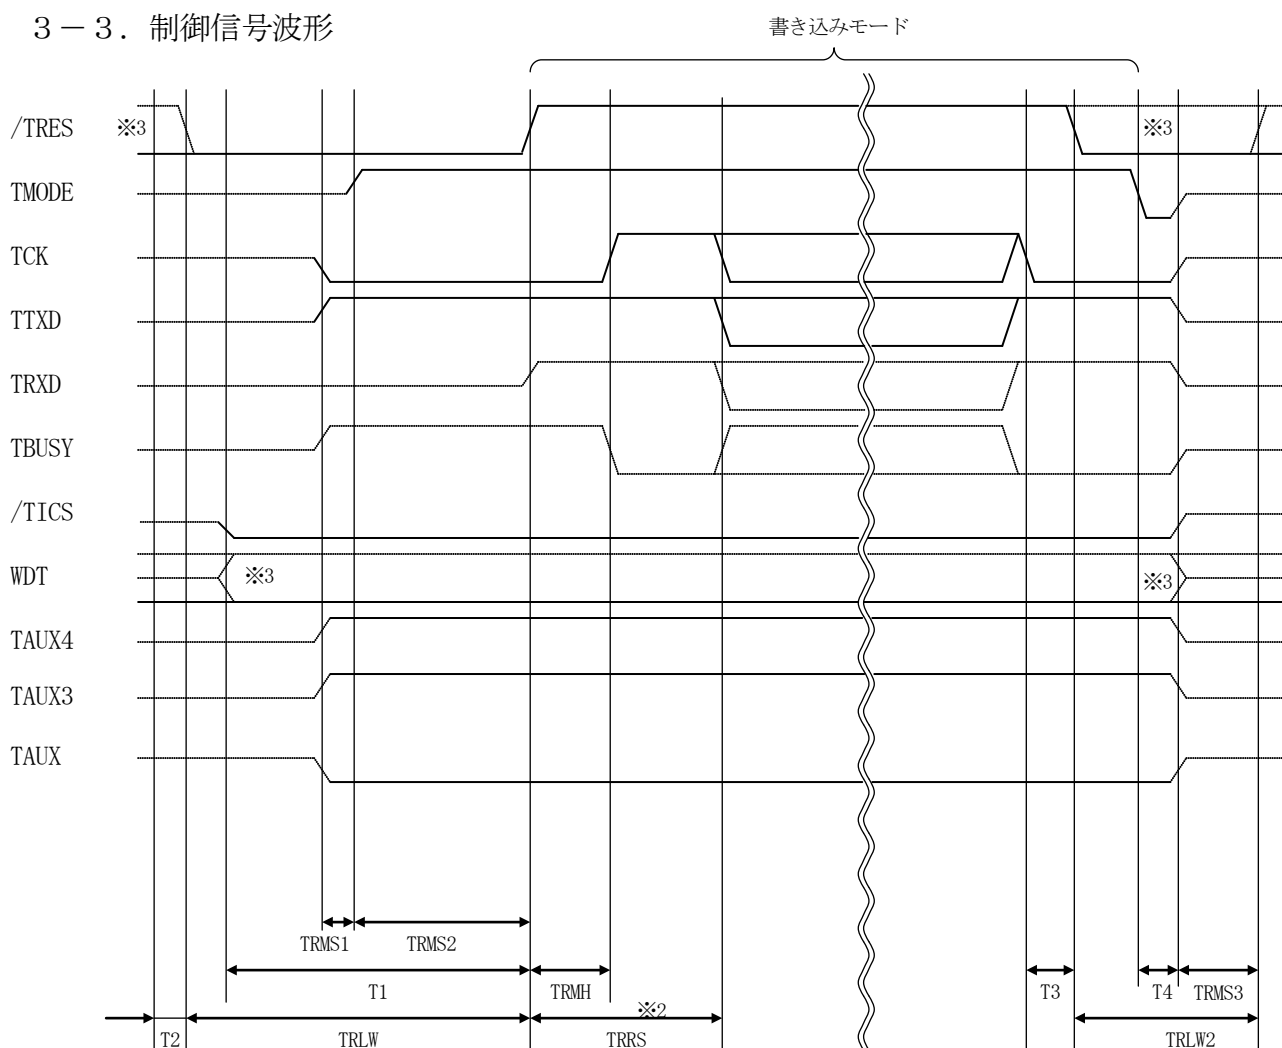 3－3．制御信号波形
書き込みモード
/TRES ※3 ※3
TMODE
TCK
TTXD
TRXD
TBUSY
/TICS
WDT ※3 ※3
TAUX4
TAUX3
TAUX
TRMS1 TRMS2
T1 TRMH T3 T4 TRMS3
※2
T2 TRLW TRRS TRLW2